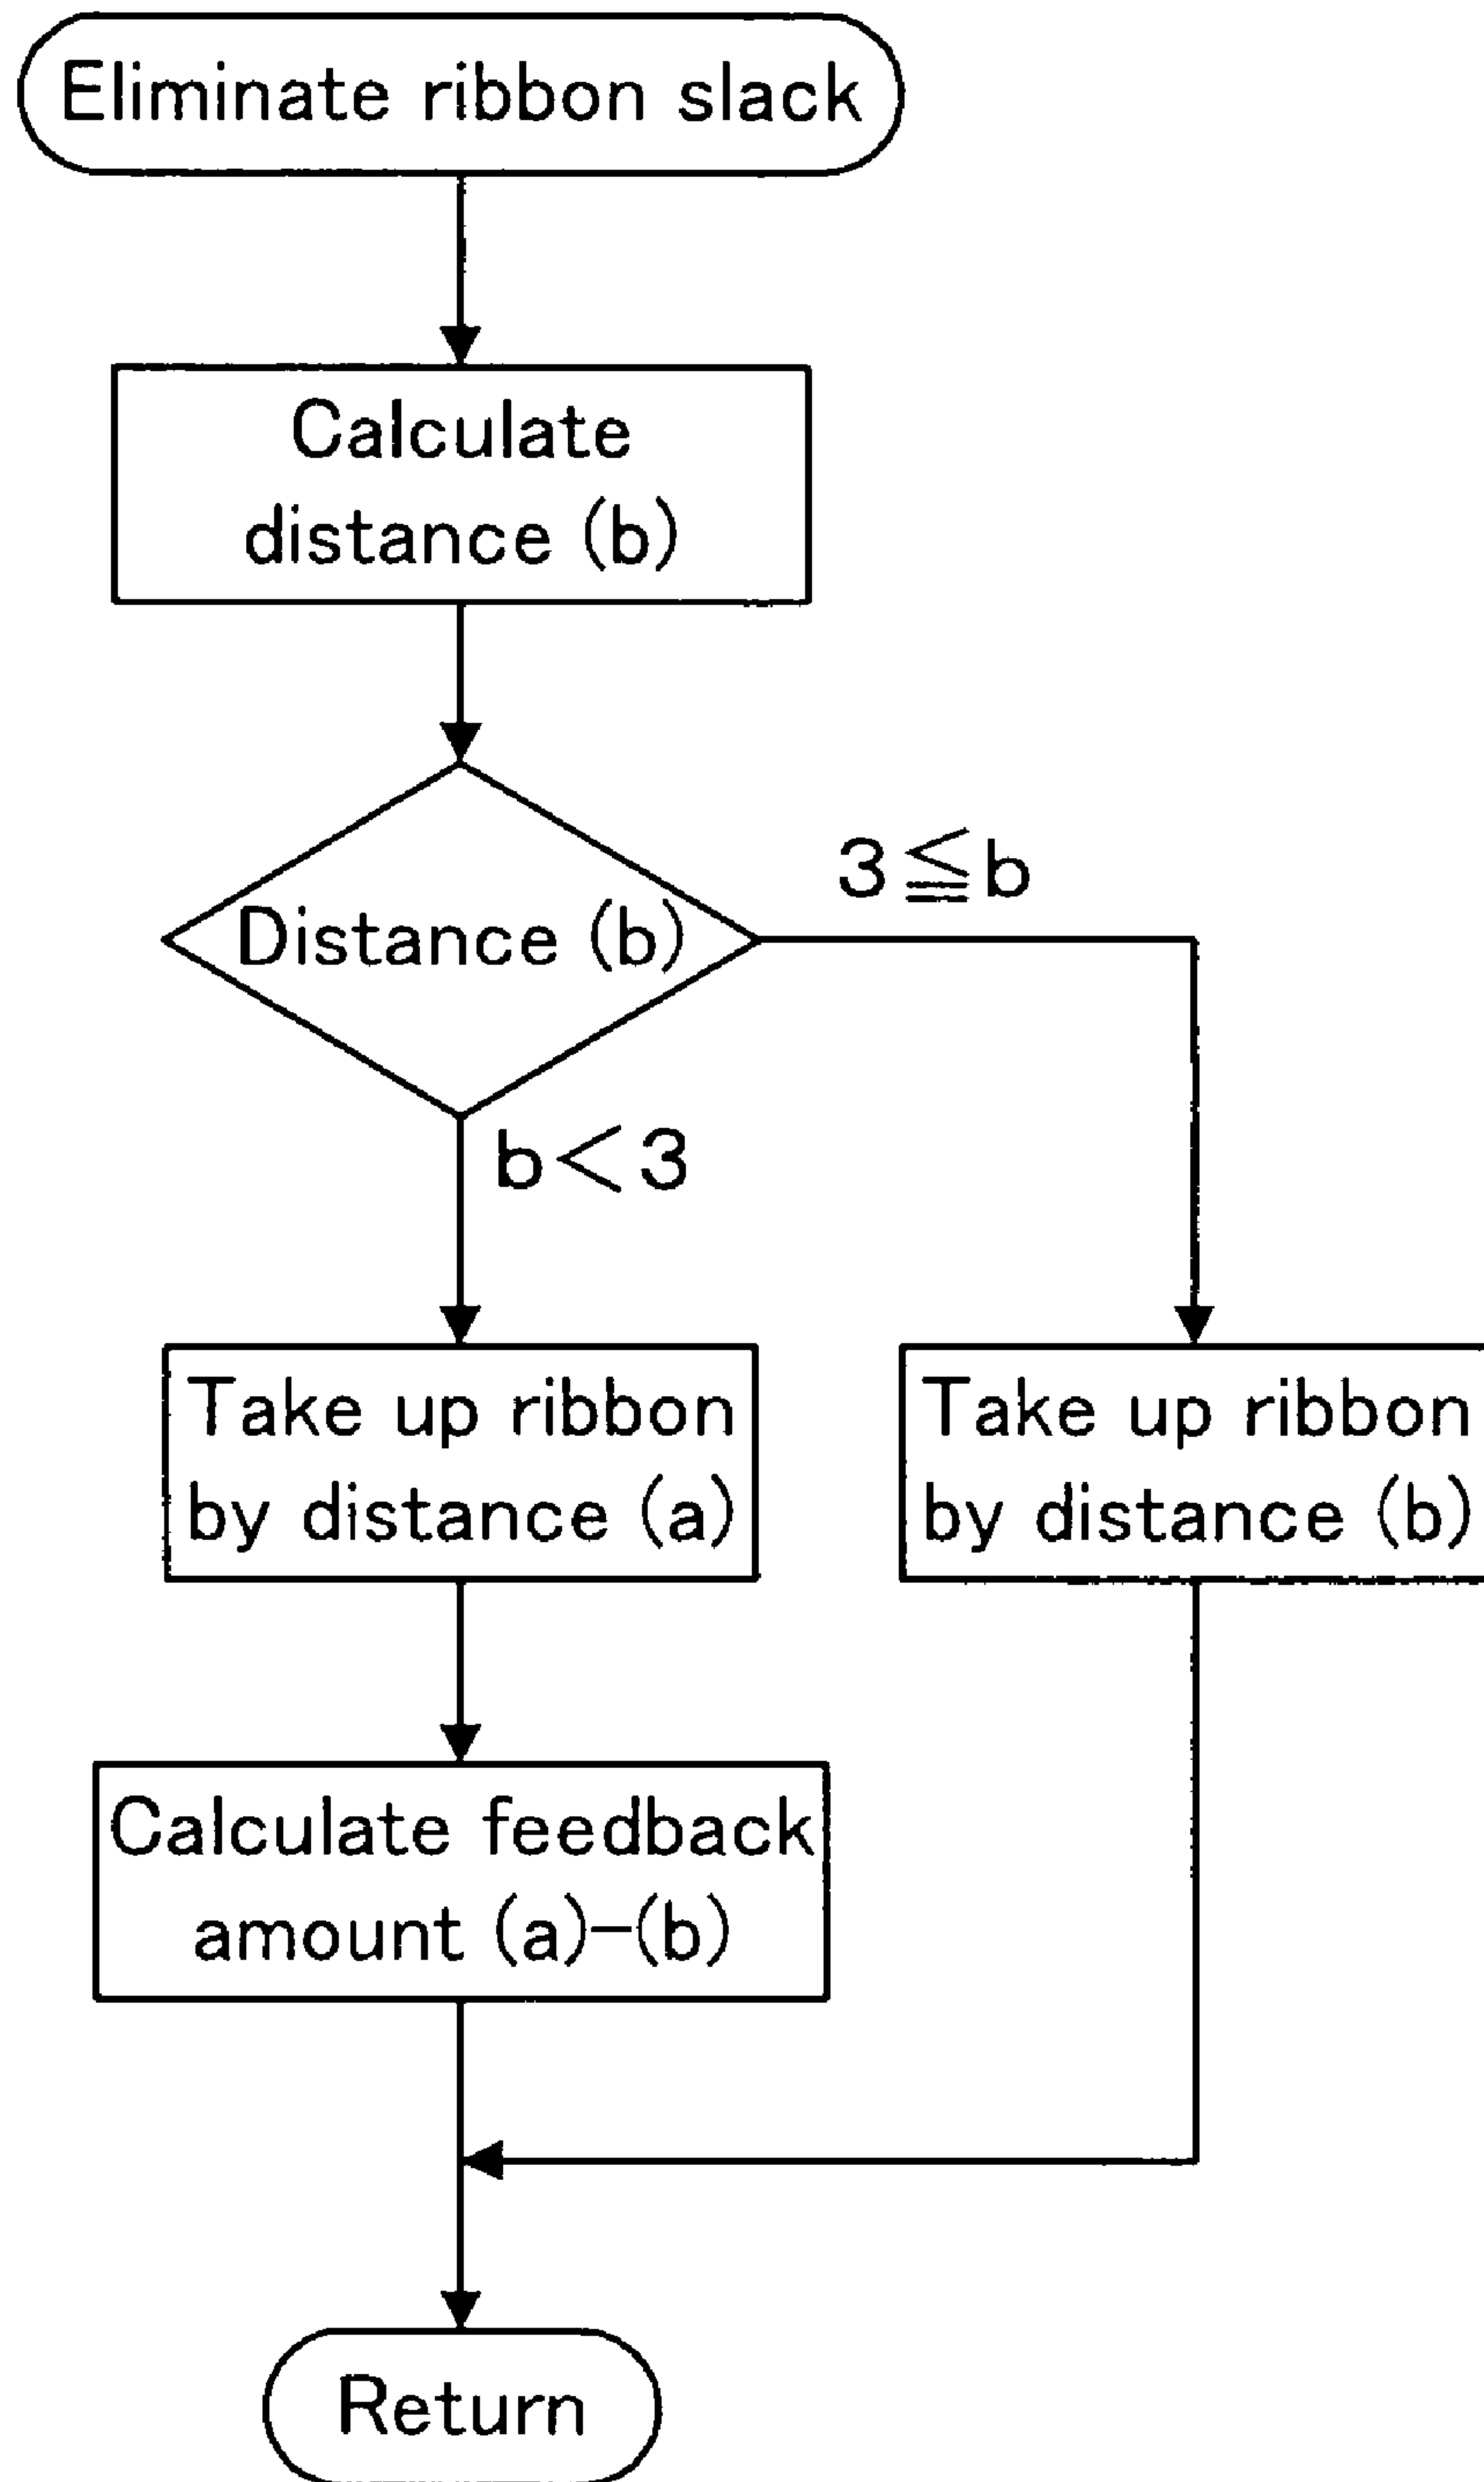 Eliminate ribbon slack
Calculate
distance (b)
Distance (b)
3≦b
b<3
Take up ribbon
by distance (a)
Take up ribbon
by distance (b)
Calculate feedback
amount (a)-(b)
Return